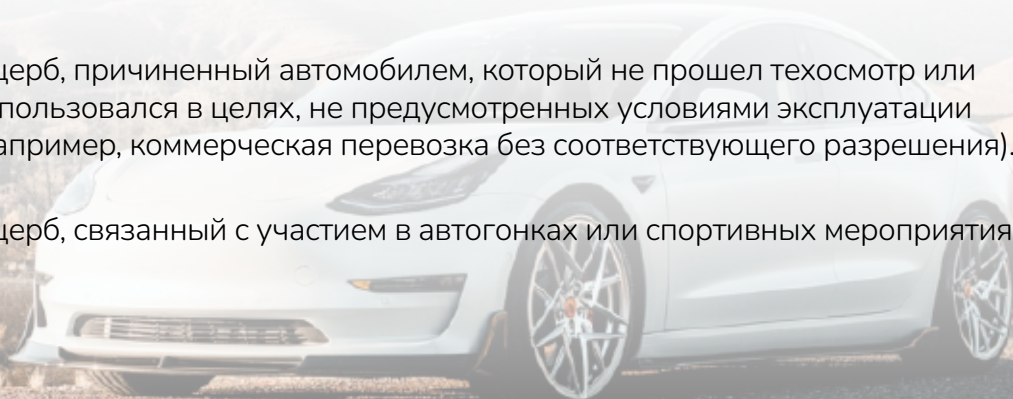 щерб, причиненный автомобилем, который не прошел техосмотр или
пользовался в целях, не предусмотренных условиями эксплуатации
апример, коммерческая перевозка без соответствующего разрешения).
щерб, связанный с участием в автогонках или спортивных мероприятия